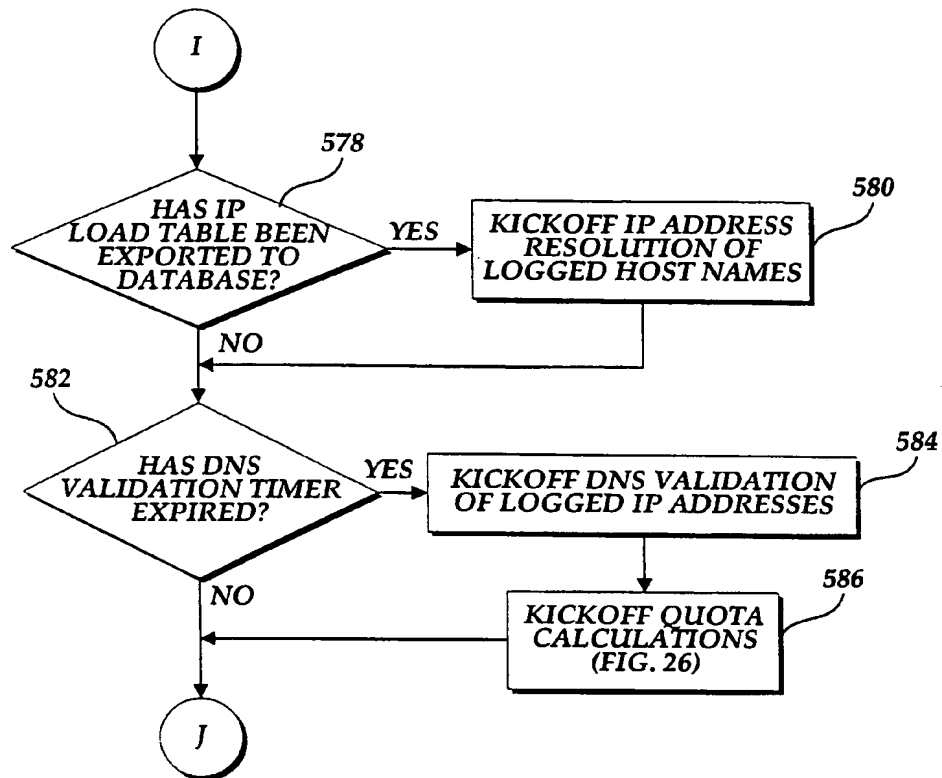 I
578
HAS IP
LOAD TABLE BEEN
EXPORTED TO
DATABASE?
YES
580
KICKOFF IP ADDRESS
RESOLUTION OF
LOGGED HOST NAMES
NO
582
HAS DNS
VALIDATION TIMER
EXPIRED?
YES
584
KICKOFF DNS VALIDATION
OF LOGGED IP ADDRESSES
NO
586
KICKOFF QUOTA
CALCULATIONS
(FIG. 26)
J